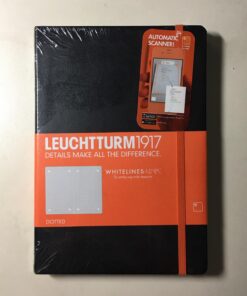 AUTOMATIC
SCANNER!
LEUCHTTURM1917
DETAILS MAKE ALL THE DIFFERENCE.
WHITELINES LINK
DOTTED